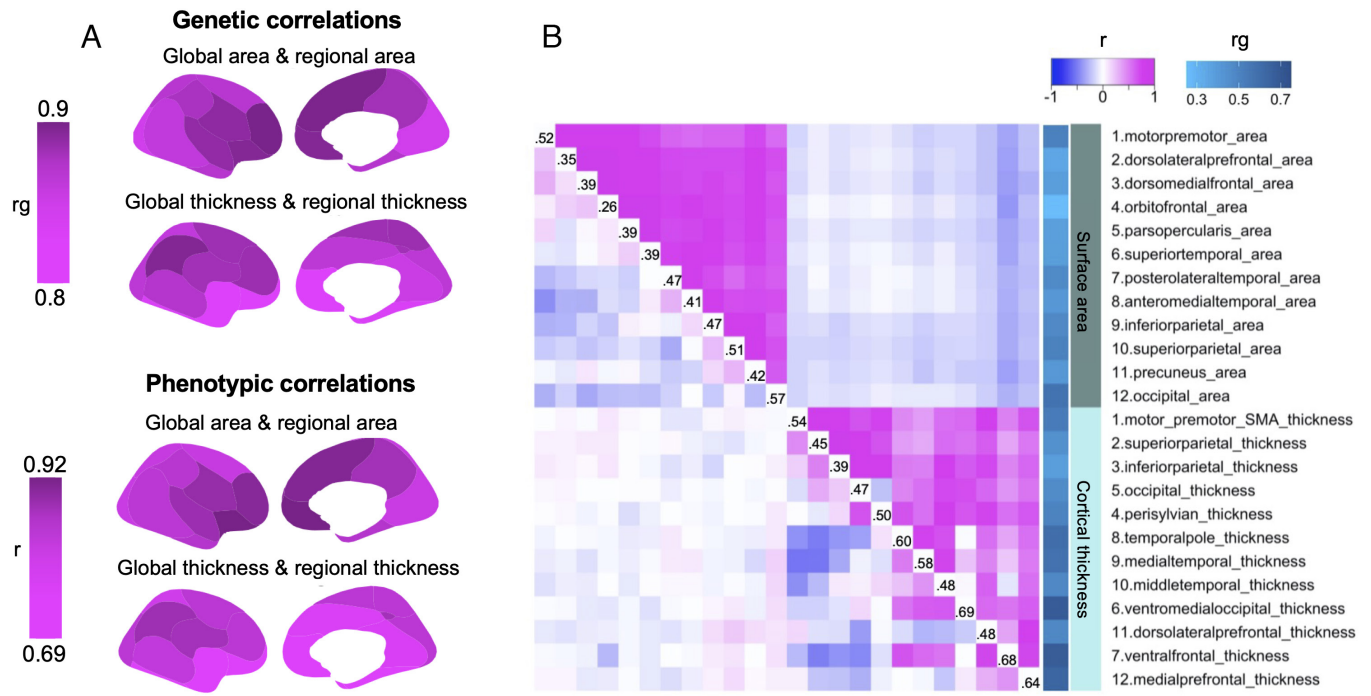 A
Genetic correlations
Global area & regional area
0.9
rg
0.8
Global thickness & regional thickness
Phenotypic correlations
Global area & regional area
0.92
r
0.69
Global thickness & regional thickness
B
r
-1 0 1
rg
0.3 0.5 0.7
.52
.35
.39
.26
.39
.39
.47
.41
.47
.51
.42
.57
.54
.45
.39
.47
.50
.60
.58
.48
.69
.48
.68
.64
Surface area
Cortical thickness
1.motorpremotor_area
2.dorsolateralprefrontal_area
3.dorsomedialfrontal_area
4.orbitofrontal_area
5.parsopercularis_area
6.superiortemporal_area
7.posterolateraltemporal_area
8.anteromedialtemporal_area
9.inferiorparietal_area
10.superiorparietal_area
11.precuneus_area
12.occipital_area
1.motor_premotor_SMA_thickness
2.superiorparietal_thickness
3.inferiorparietal_thickness
5.occipital_thickness
4.perisylvian_thickness
8.temporalpole_thickness
9.medialtemporal_thickness
10.middletemporal_thickness
6.ventromedialoccipital_thickness
11.dorsolateralprefrontal_thickness
7.ventralfrontal_thickness
12.medialprefrontal_thickness